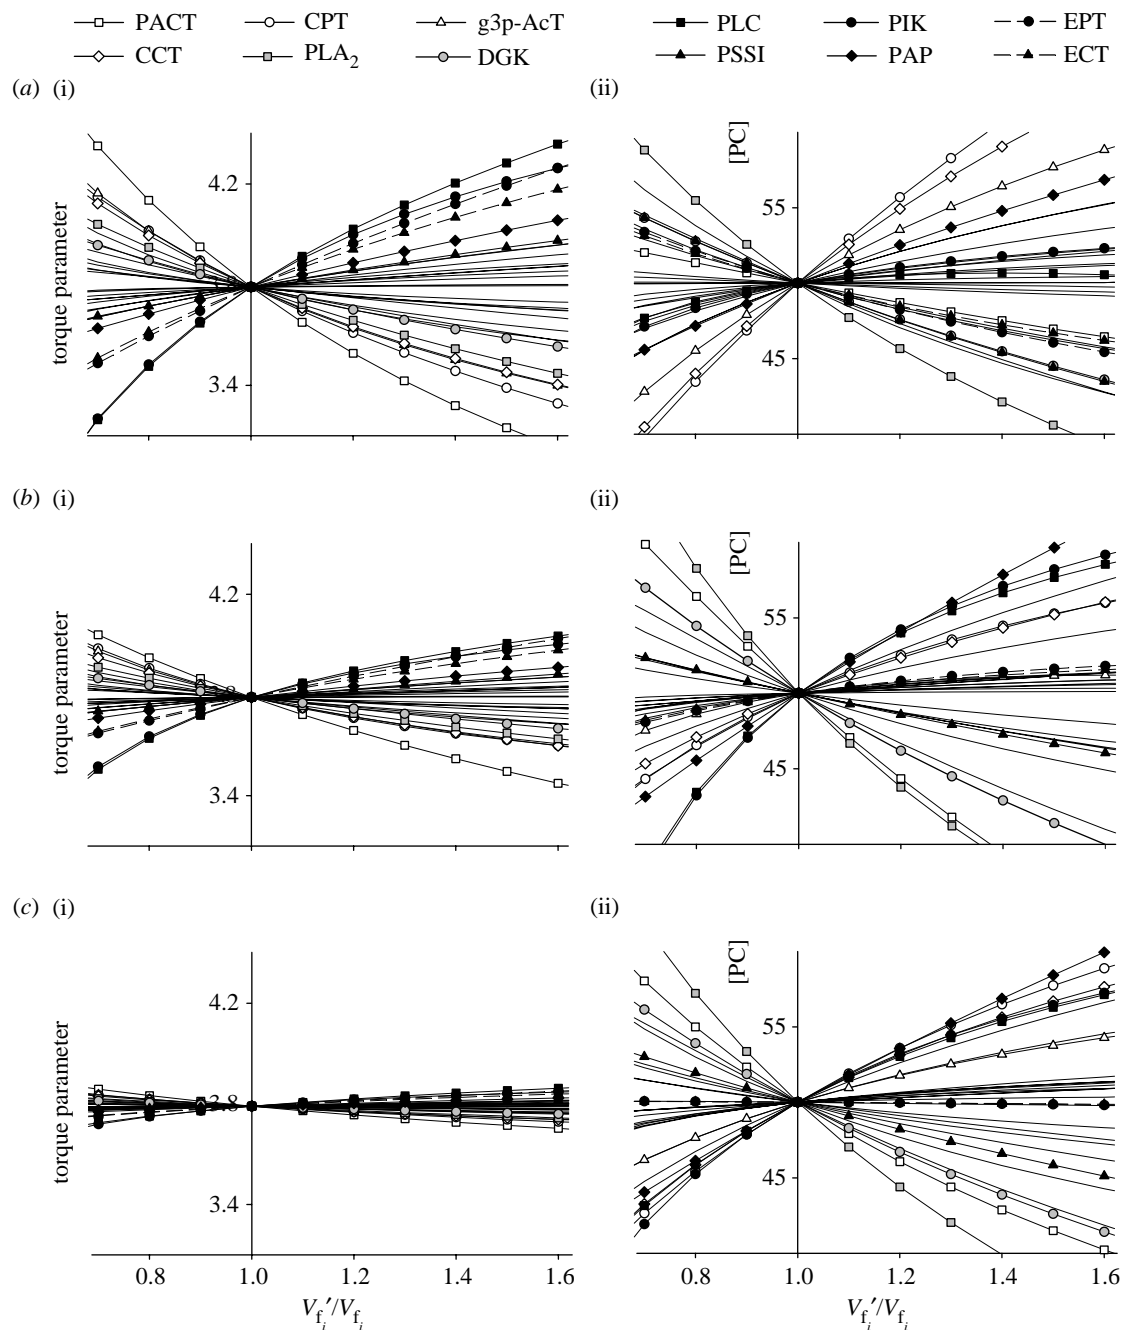 PACT CPT g3p-AcT PLC PIK EPT
CCT PLA2 DGK PSSI PAP ECT
(a) (i) (ii)
torque parameter
4.2
3.4
[PC]
55
45
(b) (i) (ii)
torque parameter
4.2
3.4
[PC]
55
45
(c) (i) (ii)
torque parameter
4.2
3.8
3.4
[PC]
55
45
0.8 1.0 1.2 1.4 1.6 0.8 1.0 1.2 1.4 1.6
Vfi′/Vfi Vfi′/Vfi